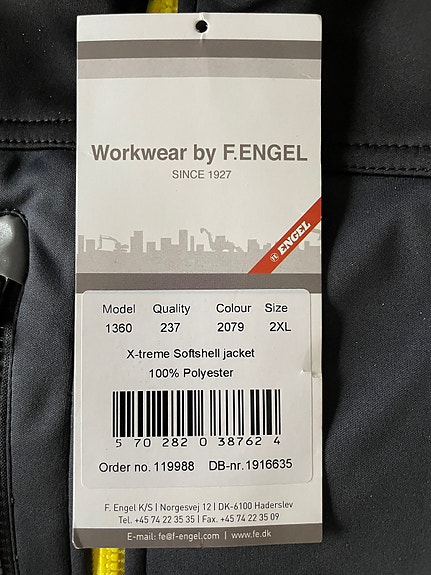 Workwear by F.ENGEL
SINCE 1927
FE ENGEL
Model Quality Colour Size
1360 237 2079 2XL
X-treme Softshell jacket
100% Polyester
5 70 282 0 38762 4
Order no. 119988 DB-nr. 1916635
F. Engel K/S | Norgesvej 12 | DK-6100 Haderslev
Tel. +45 74 22 35 35 | Fax. +45 74 22 35 09
E-mail: fe@f-engel.com | www.fe.dk